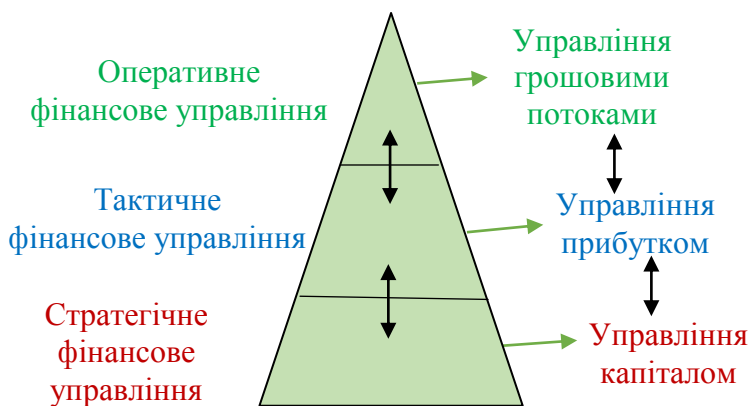 Оперативне
фінансове управління
Управління
грошовими
потоками
Тактичне
фінансове управління
Управління
прибутком
Стратегічне
фінансове
управління
Управління
капіталом